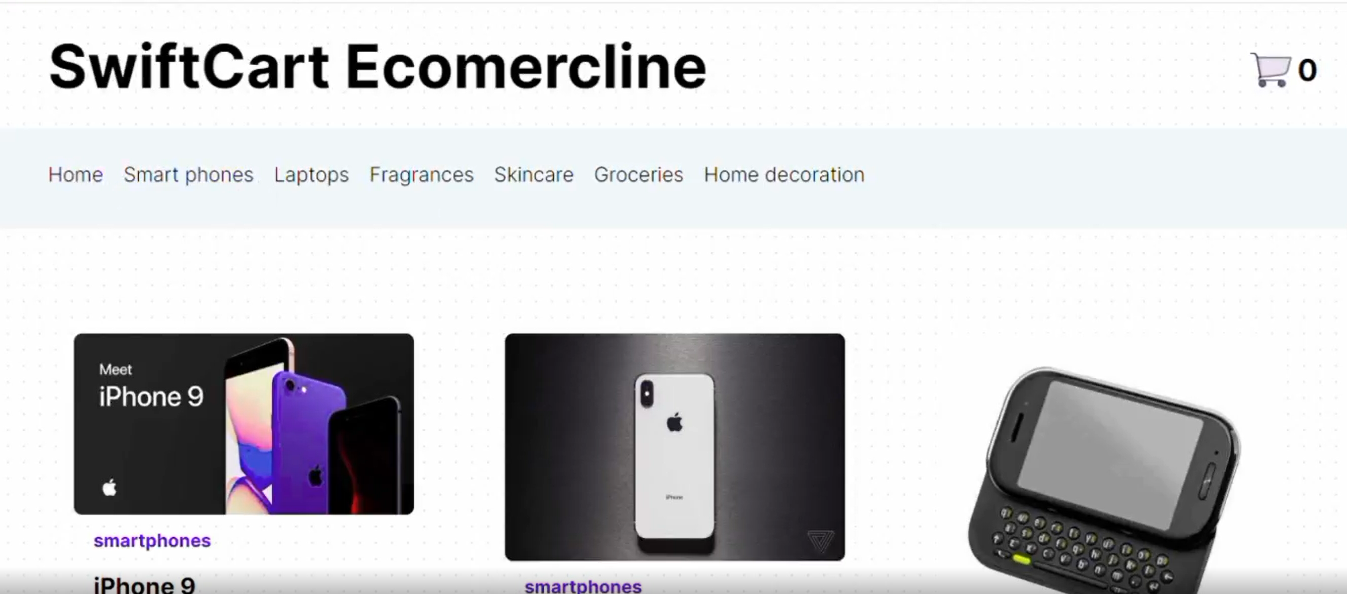 SwiftCart Ecomercline
0
Home Smart phones Laptops Fragrances Skincare Groceries Home decoration
Meet
iPhone 9
iPhone
smartphones
iPhone 9
smartphones